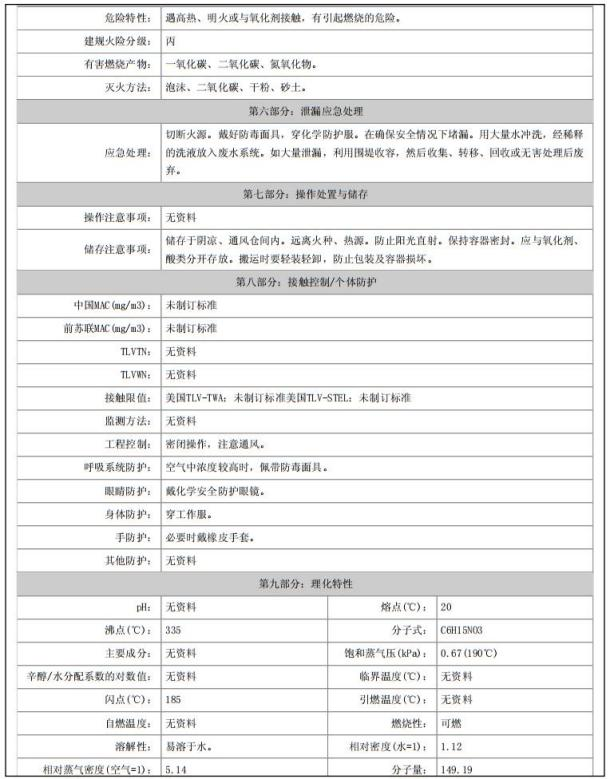 危险特性： 遇高热、明火或与氧化剂接触，有引起燃烧的危险。
建规火险分级： 丙
有害燃烧产物： 一氧化碳、二氧化碳、氮氧化物。
灭火方法： 泡沫、二氧化碳、干粉、砂土。
第六部分：泄漏应急处理
应急处理： 切断火源。戴好防毒面具，穿化学防护服。在确保安全情况下堵漏。用大量水冲洗，经稀释
的洗液放入废水系统。如大量泄漏，利用围堤收容，然后收集、转移、回收或无害处理后废
弃。
第七部分：操作处置与储存
操作注意事项： 无资料
储存注意事项： 储存于阴凉、通风仓间内。远离火种、热源。防止阳光直射。保持容器密封。应与氧化剂、
酸类分开存放。搬运时要轻装轻卸，防止包装及容器损坏。
第八部分：接触控制/个体防护
中国MAC(mg/m3)： 未制订标准
前苏联MAC(mg/m3)： 未制订标准
TLVTN： 无资料
TLVWN： 无资料
接触限值： 美国TLV-TWA：未制订标准美国TLV-STEL：未制订标准
监测方法： 无资料
工程控制： 密闭操作，注意通风。
呼吸系统防护： 空气中浓度较高时，佩带防毒面具。
眼睛防护： 戴化学安全防护眼镜。
身体防护： 穿工作服。
手防护： 必要时戴橡皮手套。
其他防护： 无资料
第九部分：理化特性
pH： 无资料 熔点(℃)： 20
沸点(℃)： 335 分子式： C6H15NO3
主要成分： 无资料 饱和蒸气压(kPa)： 0.67(190℃)
辛醇/水分配系数的对数值： 无资料 临界温度(℃)： 无资料
闪点(℃)： 185 引燃温度(℃)： 无资料
自燃温度： 无资料 燃烧性： 可燃
溶解性： 易溶于水。 相对密度(水=1)： 1.12
相对蒸气密度(空气=1)： 5.14 分子量： 149.19